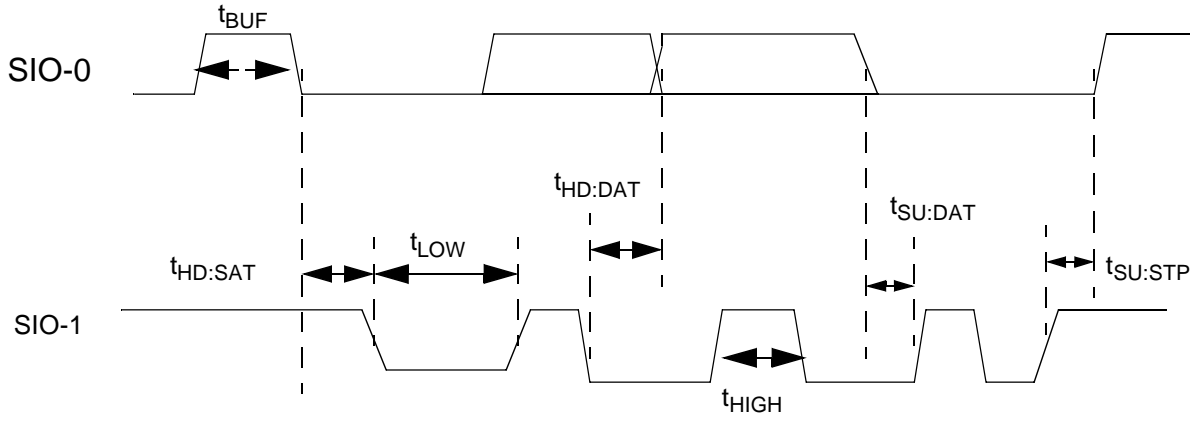 tBUF
SIO-0
tHD:DAT
tSU:DAT
tLOW
tHD:SAT
tSU:STP
SIO-1
tHIGH